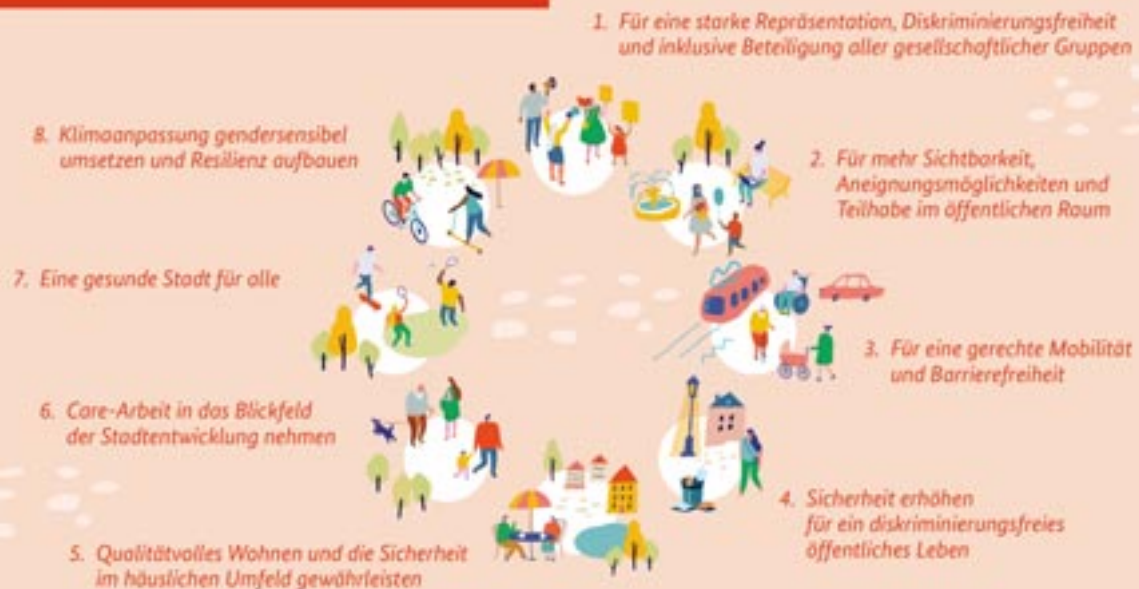 1. Für eine starke Repräsentation, Diskriminierungsfreiheit
und inklusive Beteiligung aller gesellschaftlicher Gruppen
2. Für mehr Sichtbarkeit,
Aneignungsmöglichkeiten und
Teilhabe im öffentlichen Raum
3. Für eine gerechte Mobilität
und Barrierefreiheit
4. Sicherheit erhöhen
für ein diskriminierungsfreies
öffentliches Leben
5. Qualitätvolles Wohnen und die Sicherheit
im häuslichen Umfeld gewährleisten
6. Care-Arbeit in das Blickfeld
der Stadtentwicklung nehmen
7. Eine gesunde Stadt für alle
8. Klimaanpassung gendersensibel
umsetzen und Resilienz aufbauen